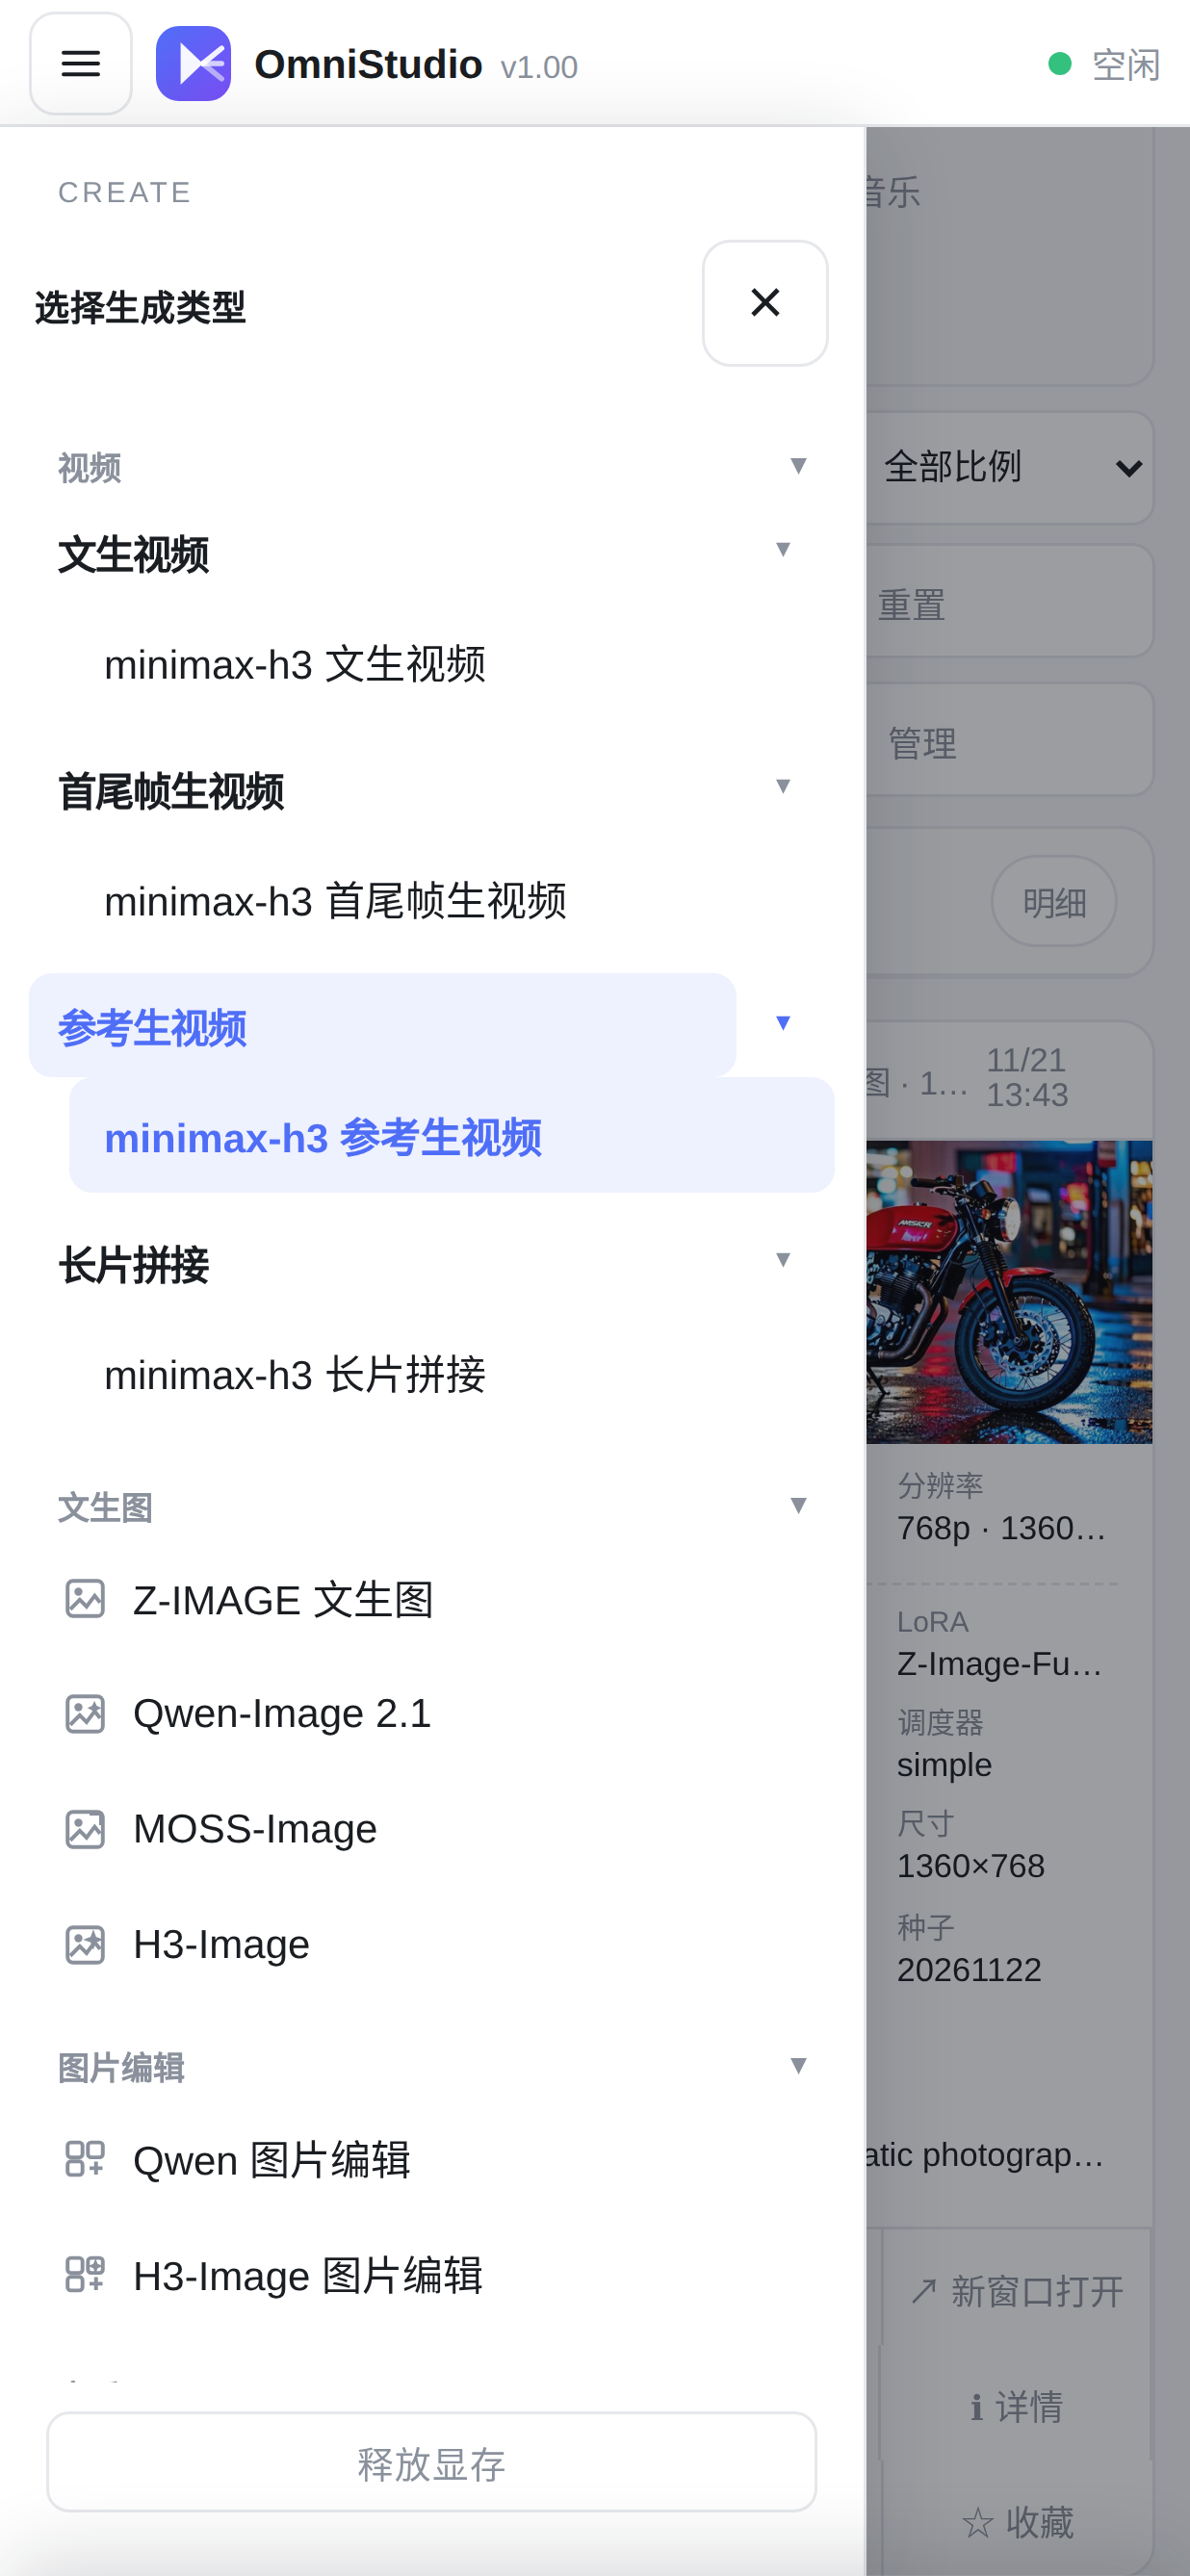 OmniStudio v1.00
空闲
CREATE
选择生成类型
视频
文生视频
minimax-h3 文生视频
首尾帧生视频
minimax-h3 首尾帧生视频
参考生视频
minimax-h3 参考生视频
长片拼接
minimax-h3 长片拼接
文生图
Z-IMAGE 文生图
Qwen-Image 2.1
MOSS-Image
H3-Image
图片编辑
Qwen 图片编辑
H3-Image 图片编辑
释放显存
音乐
全部比例
重置
管理
明细
图 · 1…
11/21
13:43
分辨率
768p · 1360…
LoRA
Z-Image-Fu…
调度器
simple
尺寸
1360×768
种子
20261122
atic photograp…
↗ 新窗口打开
ℹ 详情
☆ 收藏